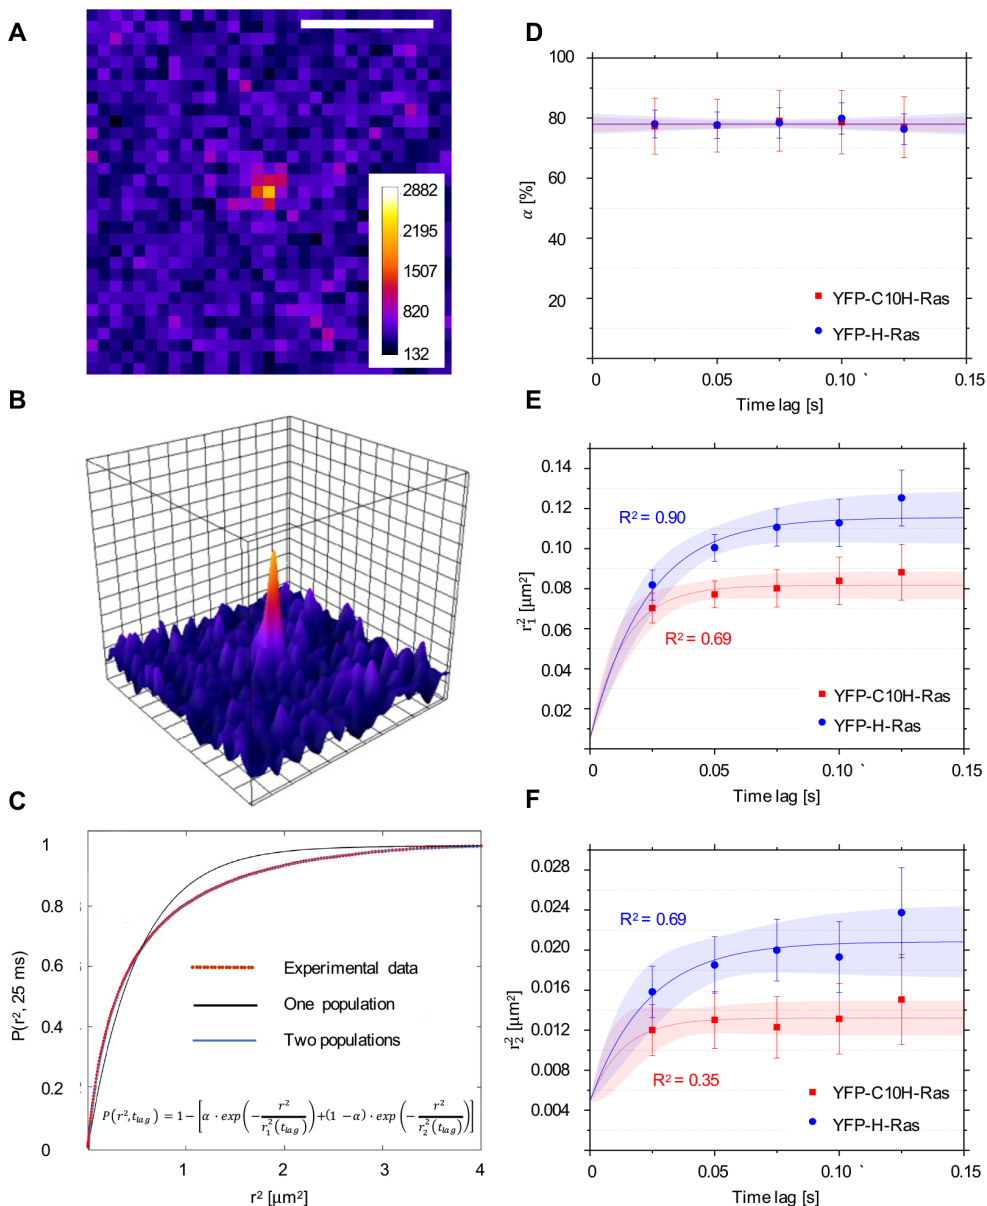 A
2882
2195
1507
820
132
B
C
1
0.8
0.6
0.4
2
0
P(r², 25 ms)
Experimental data
One population
Two populations
P(r²,t_lag) = 1−[α · exp(−r²/r₁²(t_lag))+(1 −α)· exp(−r²/r₂²(t_lag))]
1 2 3 4
r² [µm²]
D
100
80
60
40
20
α [%]
YFP-C10H-Ras
YFP-H-Ras
0 0.05 0.10 ` 0.15
Time lag [s]
E
0.14
0.12
0.10
0.08
0.06
0.04
0.02
r₁² [µm²]
R² = 0.90
R² = 0.69
YFP-C10H-Ras
YFP-H-Ras
0 0.05 0.10 ` 0.15
Time lag [s]
F
0.028
0.024
0.020
0.016
0.012
0.008
0.004
r₂² [µm²]
R² = 0.69
R² = 0.35
YFP-C10H-Ras
YFP-H-Ras
0 0.05 0.10 ` 0.15
Time lag [s]